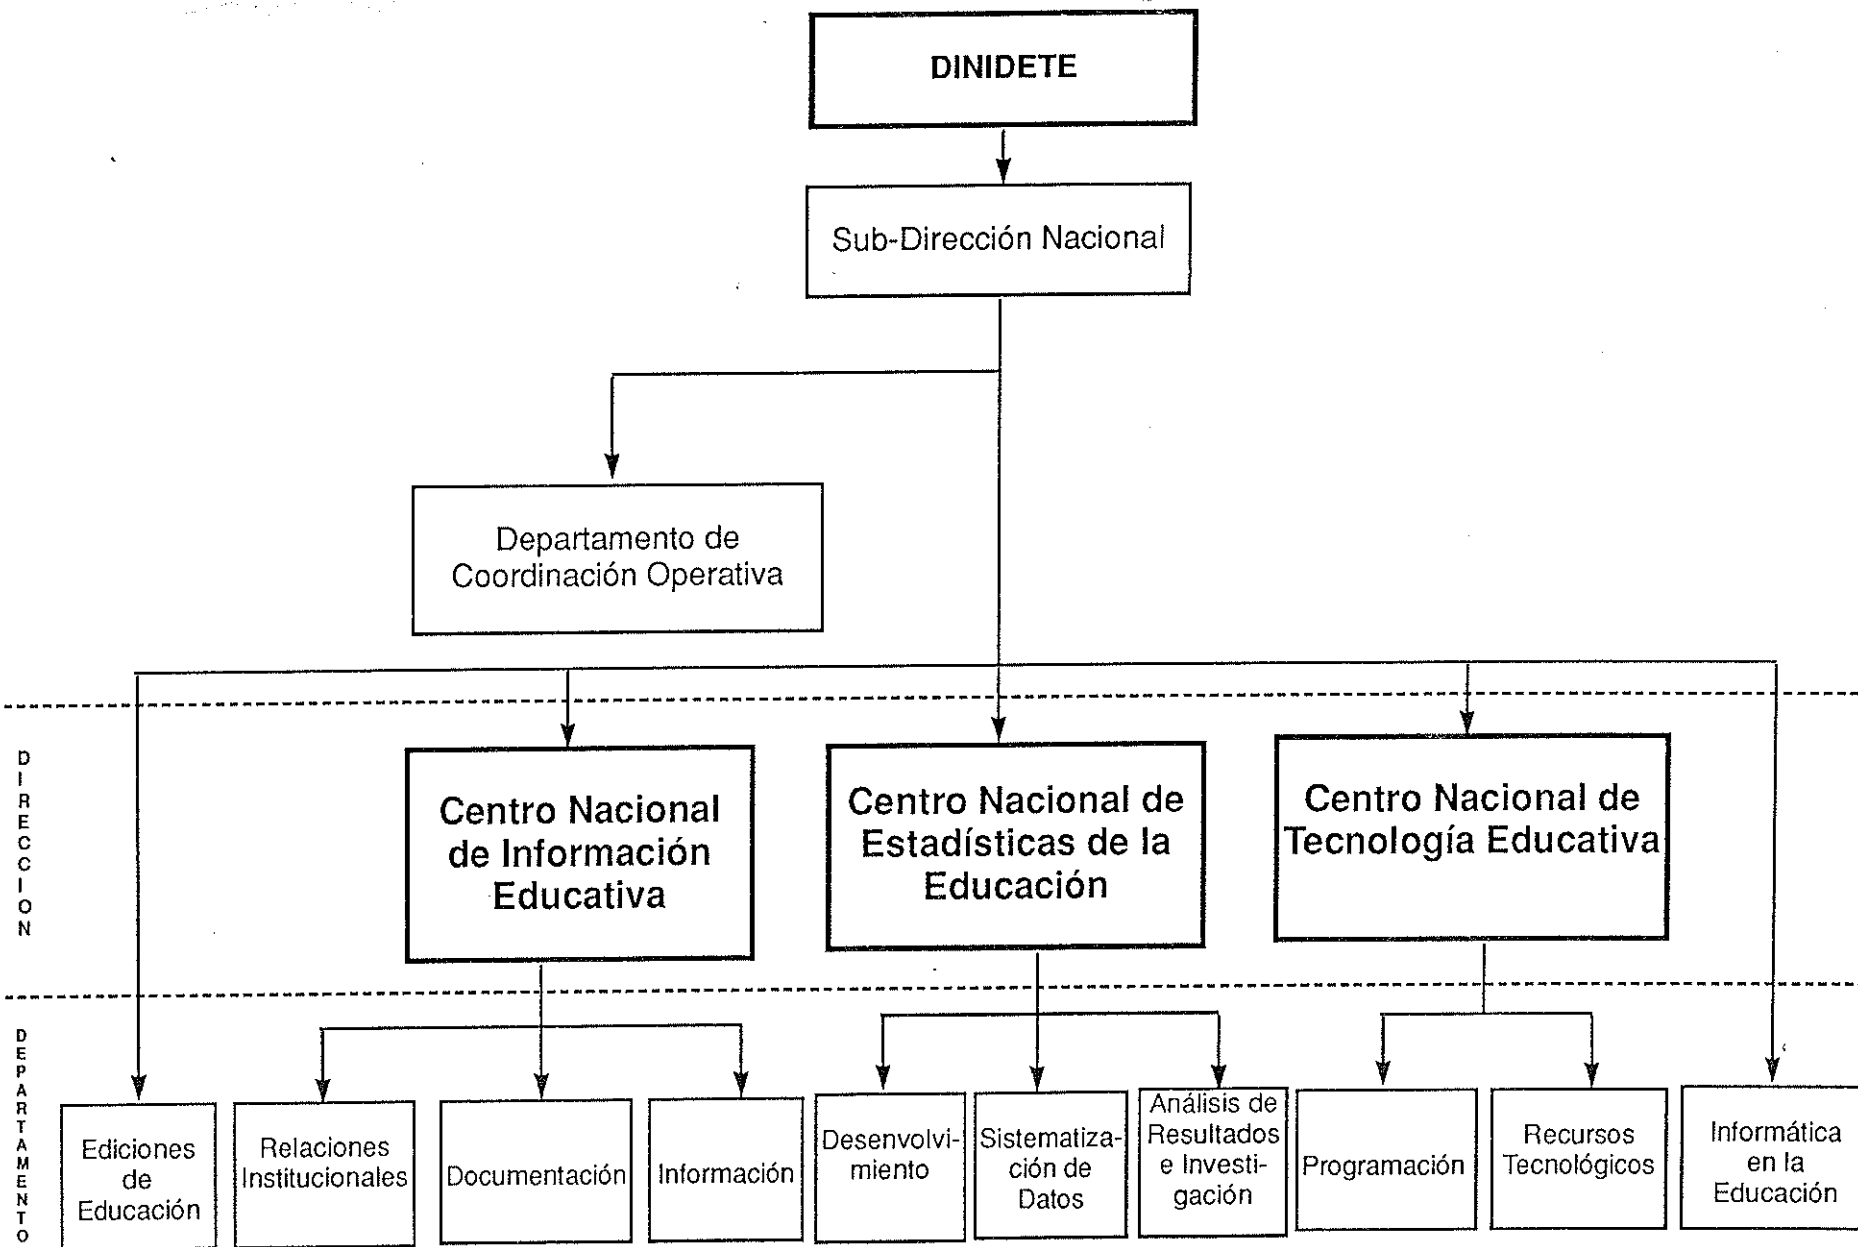 DINIDETE
Sub-Dirección Nacional
Departamento de
Coordinación Operativa
DIRECCION
Centro Nacional
de Información
Educativa
Centro Nacional de
Estadísticas de la
Educación
Centro Nacional de
Tecnología Educativa
DEPARTAMENTO
Ediciones
de
Educación
Relaciones
Institucionales
Documentación
Información
Desenvolvi-
miento
Sistematiza-
ción de
Datos
Análisis de
Resultados
e Investi-
gación
Programación
Recursos
Tecnológicos
Informática
en la
Educación